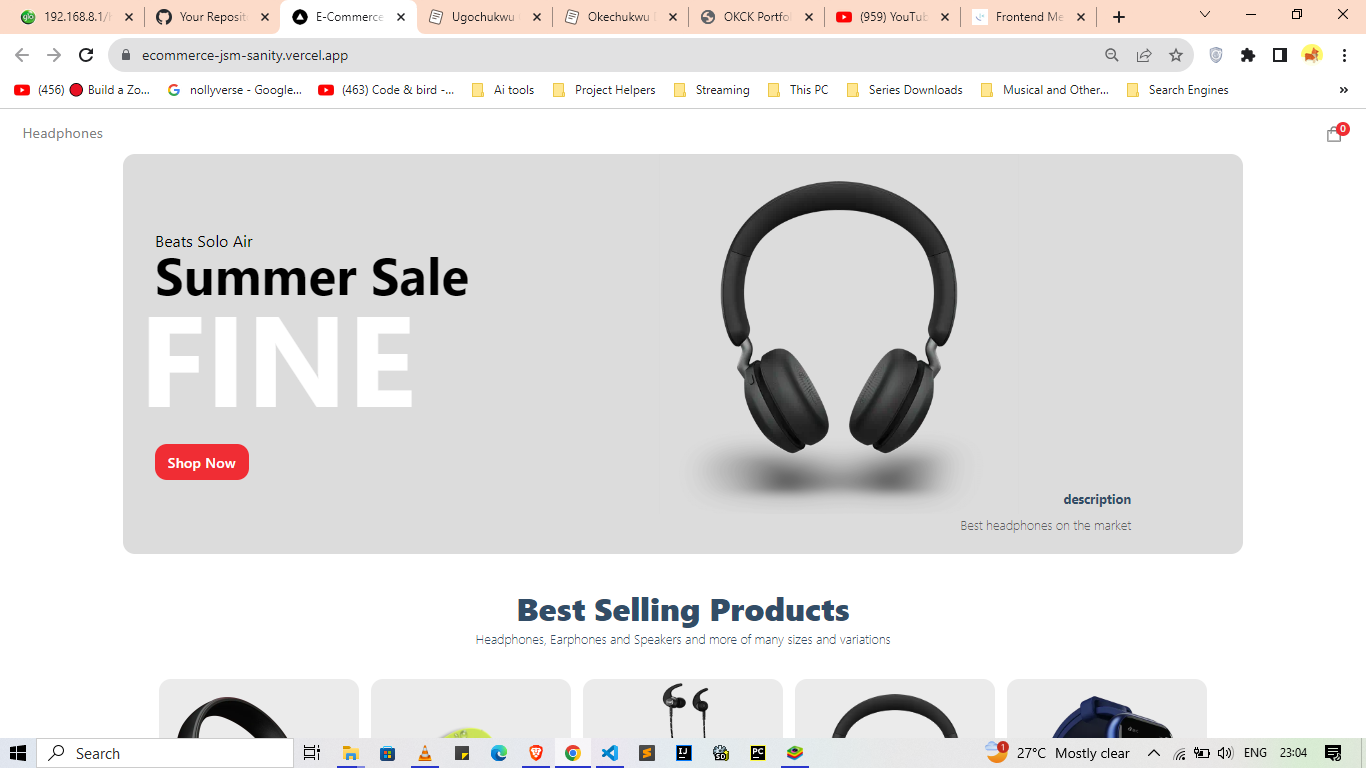 192.168.8.1/
Your Reposit
E-Commerce
Ugochukwu
Okechukwu
OKCK Portfo
(959) YouTub
Frontend Me
ecommerce-jsm-sanity.vercel.app
(456)
Build a Zo...
nollyverse - Google...
(463) Code & bird -...
Ai tools
Project Helpers
Streaming
This PC
Series Downloads
Musical and Other...
Search Engines
»
Headphones
0
Beats Solo Air
Summer Sale
FINE
Shop Now
description
Best headphones on the market
Best Selling Products
Headphones, Earphones and Speakers and more of many sizes and variations
Search
1
27°C Mostly clear
ENG
23:04